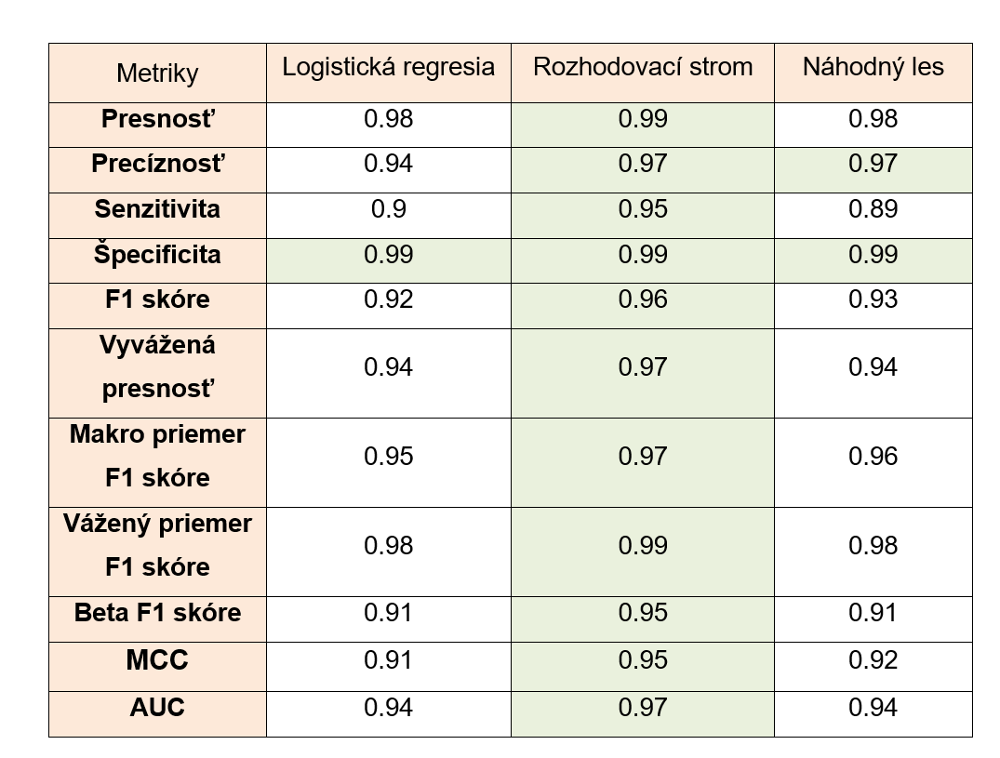 Metriky Logistická regresia Rozhodovací strom Náhodný les
Presnosť 0.98 0.99 0.98
Precíznosť 0.94 0.97 0.97
Senzitivita 0.9 0.95 0.89
Špecificita 0.99 0.99 0.99
F1 skóre 0.92 0.96 0.93
Vyvážená
presnosť 0.94 0.97 0.94
Makro priemer
F1 skóre 0.95 0.97 0.96
Vážený priemer
F1 skóre 0.98 0.99 0.98
Beta F1 skóre 0.91 0.95 0.91
MCC 0.91 0.95 0.92
AUC 0.94 0.97 0.94